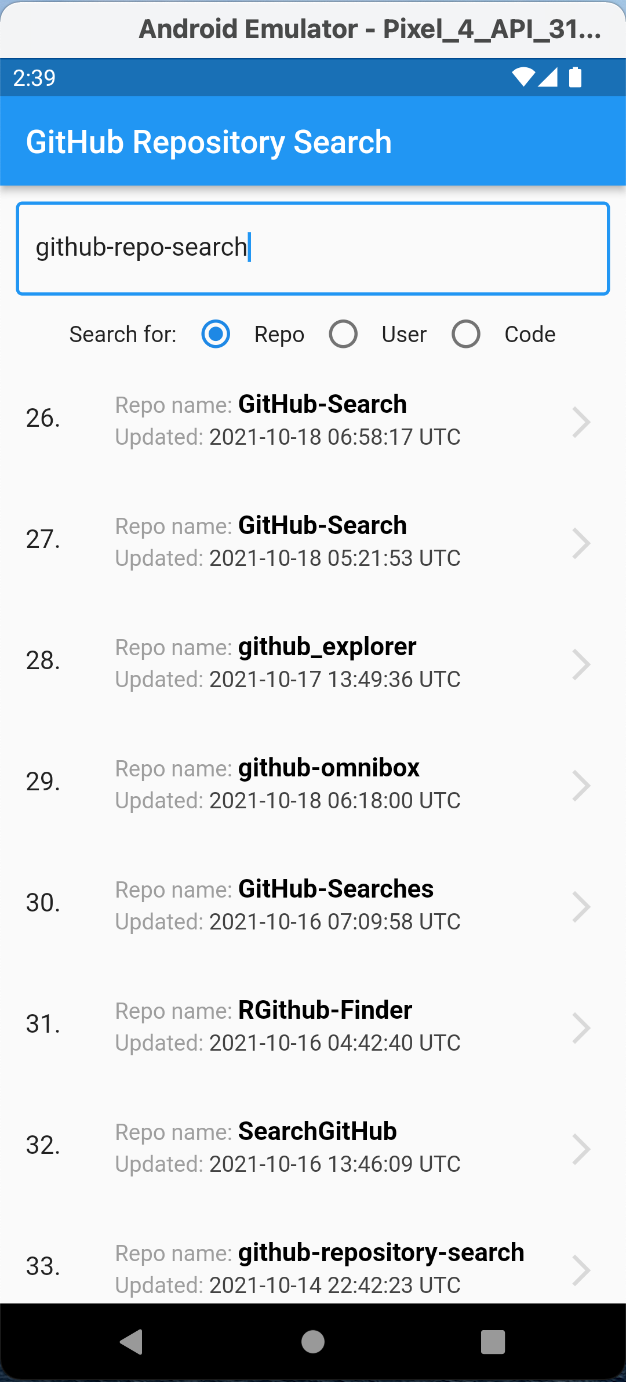 Android Emulator - Pixel_4_API_31...
2:39
GitHub Repository Search
github-repo-search
Search for: Repo User Code
26. Repo name: GitHub-Search
Updated: 2021-10-18 06:58:17 UTC
27. Repo name: GitHub-Search
Updated: 2021-10-18 05:21:53 UTC
28. Repo name: github_explorer
Updated: 2021-10-17 13:49:36 UTC
29. Repo name: github-omnibox
Updated: 2021-10-18 06:18:00 UTC
30. Repo name: GitHub-Searches
Updated: 2021-10-16 07:09:58 UTC
31. Repo name: RGithub-Finder
Updated: 2021-10-16 04:42:40 UTC
32. Repo name: SearchGitHub
Updated: 2021-10-16 13:46:09 UTC
33. Repo name: github-repository-search
Updated: 2021-10-14 22:42:23 UTC